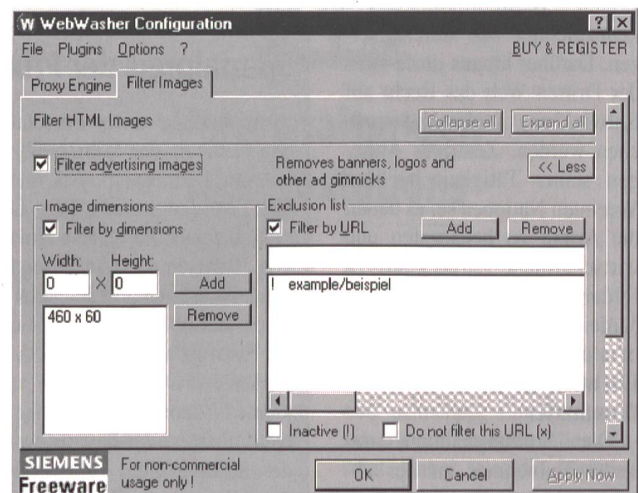 W WebWasher Configuration ? X
File Plugins Options ? BUY & REGISTER
Proxy Engine Filter Images
Filter HTML Images Collapse all Expand all
Filter advertising images Removes banners, logos and other ad gimmicks << Less
Image dimensions
Filter by dimensions
Width: Height:
0 X 0 Add
460 x 60 Remove
Exclusion list
Filter by URL Add Remove
! example/beispiel
Inactive (!) Do not filter this URL (x)
SIEMENS
Freeware
For non-commercial
usage only !
OK Cancel Apply Now